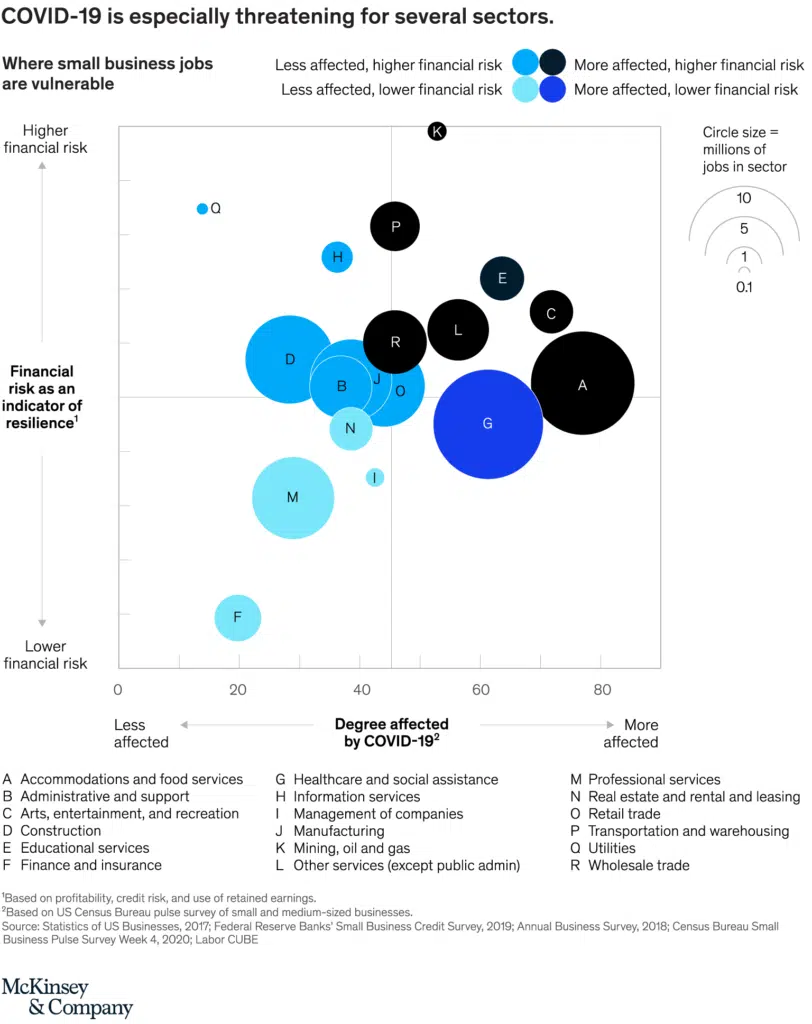 COVID-19 is especially threatening for several sectors.
Where small business jobs
are vulnerable
Less affected, higher financial risk
More affected, higher financial risk
Less affected, lower financial risk
More affected, lower financial risk
Higher
financial risk
Financial
risk as an
indicator of
resilience1
Lower
financial risk
Circle size =
millions of
jobs in sector
10
5
1
0.1
K
Q
P
H
E
C
L
R
D
J
B
O
A
G
N
I
M
F
0
20
40
60
80
Less
affected
Degree affected
by COVID-19²
More
affected
A Accommodations and food services
B Administrative and support
C Arts, entertainment, and recreation
D Construction
E Educational services
F Finance and insurance
G Healthcare and social assistance
H Information services
I Management of companies
J Manufacturing
K Mining, oil and gas
L Other services (except public admin)
M Professional services
N Real estate and rental and leasing
O Retail trade
P Transportation and warehousing
Q Utilities
R Wholesale trade
¹Based on profitability, credit risk, and use of retained earnings.
²Based on US Census Bureau pulse survey of small and medium-sized businesses.
Source: Statistics of US Businesses, 2017; Federal Reserve Banks' Small Business Credit Survey, 2019; Annual Business Survey, 2018; Census Bureau Small
Business Pulse Survey Week 4, 2020; Labor CUBE
McKinsey
& Company